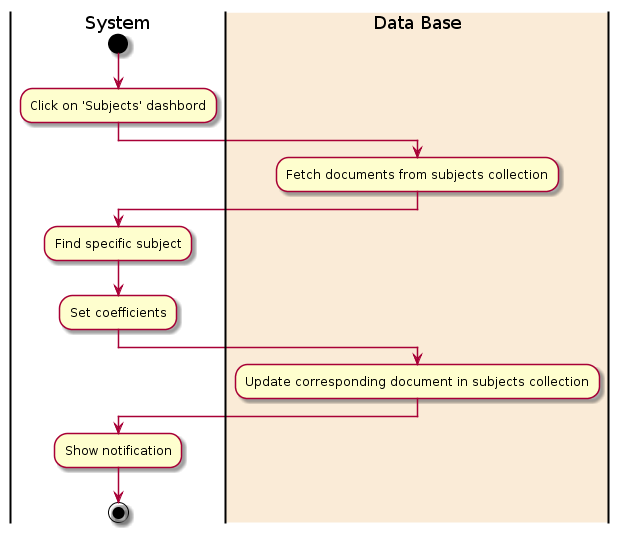 System
Data Base
Click on 'Subjects' dashbord
Fetch documents from subjects collection
Find specific subject
Set coefficients
Update corresponding document in subjects collection
Show notification